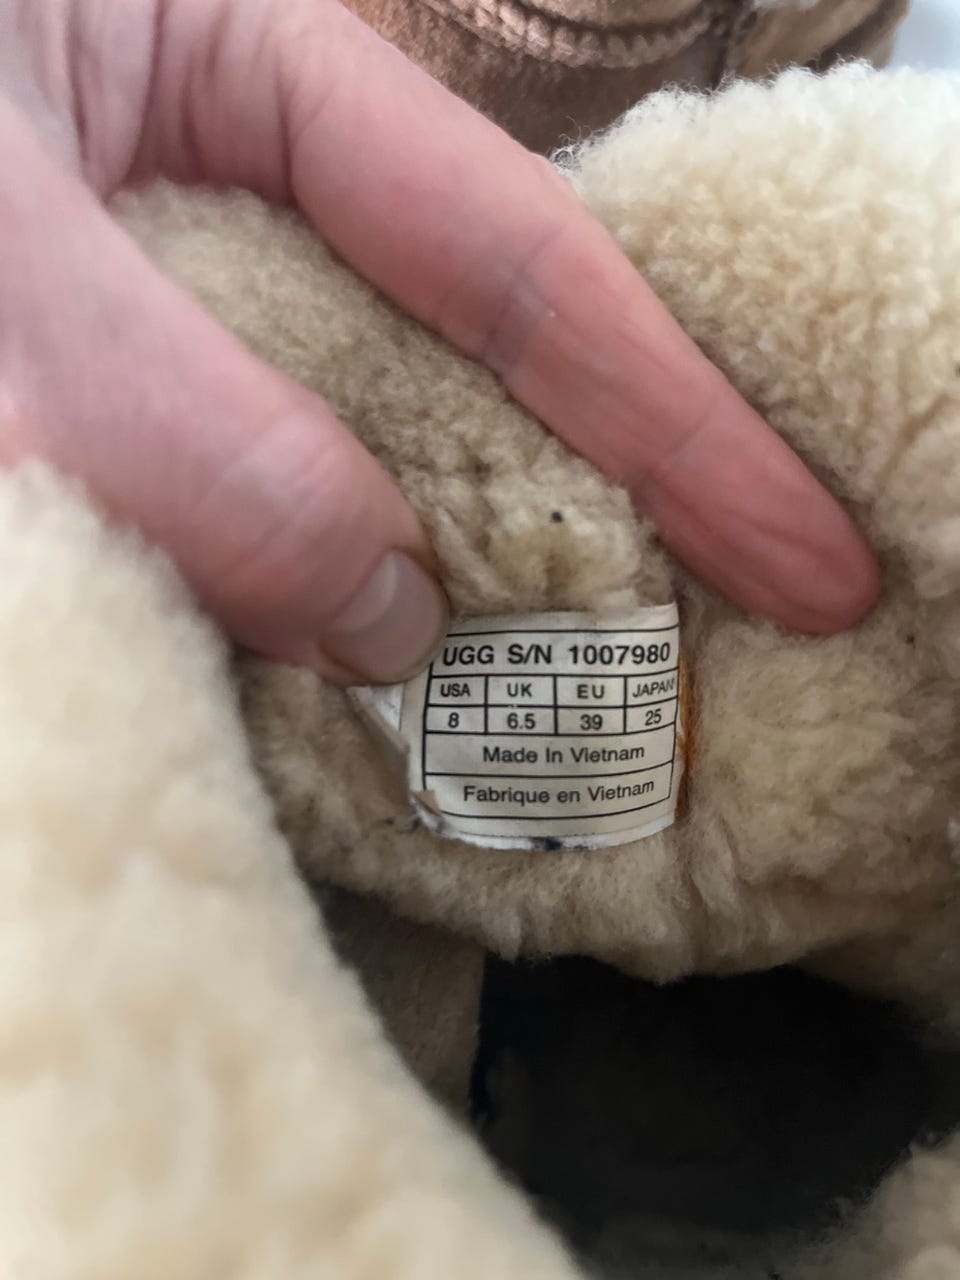 UGG S/N 1007980
USA UK EU JAPAN
8 6.5 39 25
Made In Vietnam
Fabrique en Vietnam